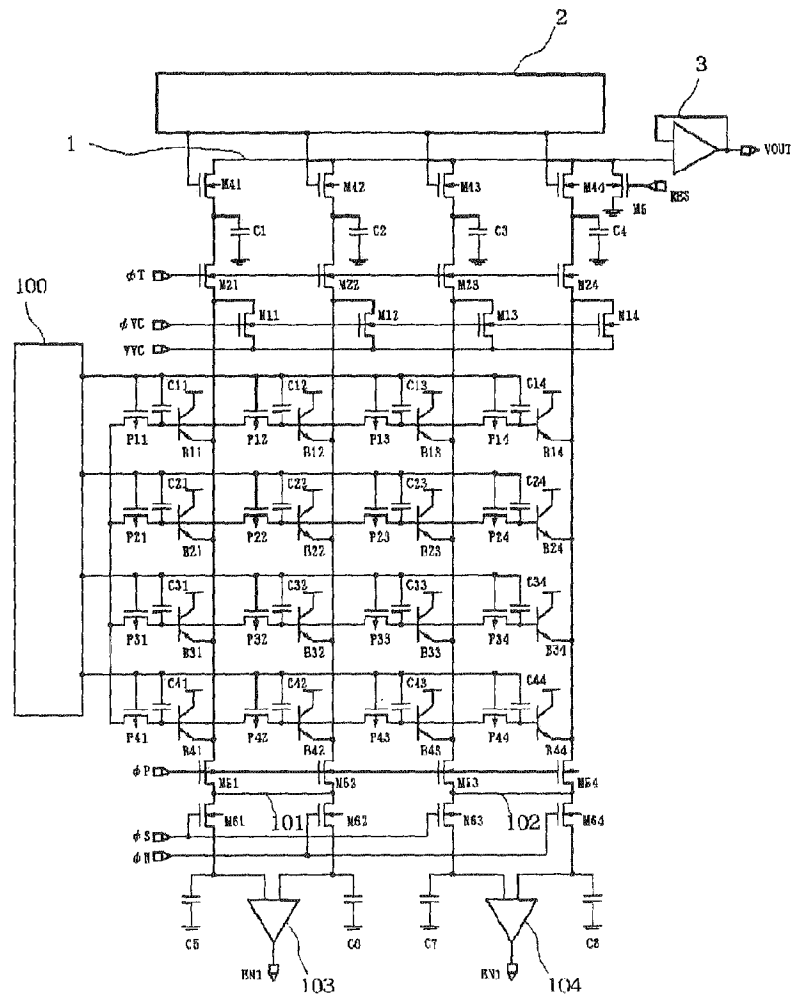 2
3
1
VOUT
M41
M42
M43
M44
M5
RES
C1
C2
C3
C4
φT
M21
M22
M23
M24
100
φVC
M11
M12
M13
M14
VVC
C11
C12
C13
C14
P11
B11
P12
B12
P13
B13
P14
B14
C21
C22
C23
C24
P21
B21
P22
B22
P23
B23
P24
B24
C31
C32
C33
C34
P31
B31
P32
B32
P33
B33
P34
B34
C41
C42
C43
C44
P41
B41
P42
B42
P43
B43
P44
B44
φP
M51
M52
M53
M54
101
102
φS
M61
M62
M63
M64
φN
C5
C6
C7
C8
EN1
103
EN1
104